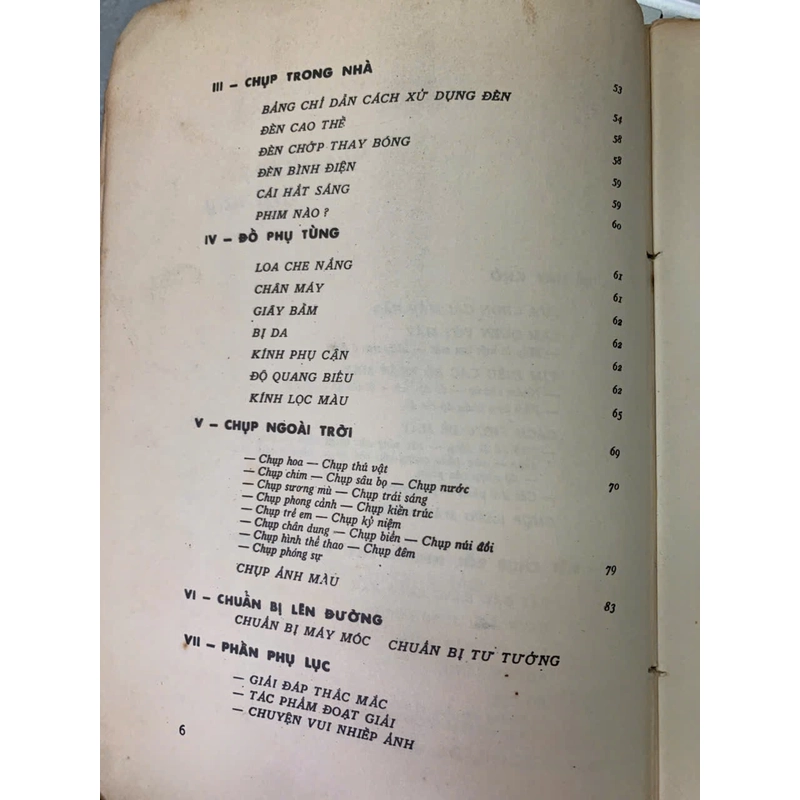 III – CHỤP TRONG NHÀ
BẢNG CHỈ DẪN CÁCH XỬ DỤNG ĐÈN 53
ĐÈN CAO THẾ 54
ĐÈN CHỚP THAY BÓNG 58
ĐÈN BÌNH ĐIỆN 58
CÁI HẮT SÁNG 59
PHIM NÀO ? 59
60
IV – ĐỒ PHỤ TÙNG
LOA CHE NẮNG 61
CHÂN MÁY 61
GIÂY BẤM 62
BỊ DA 62
KÍNH PHỤ CẬN 62
ĐỘ QUANG BIỂU 62
KÍNH LỌC MÀU 65
V – CHỤP NGOÀI TRỜI 69
— Chụp hoa — Chụp thú vật
— Chụp chim — Chụp sâu bọ — Chụp nước 70
— Chụp sương mù — Chụp trái sáng
— Chụp phong cảnh — Chụp kiến trúc
— Chụp trẻ em — Chụp kỷ niệm
— Chụp chân dung — Chụp biển — Chụp núi đồi
— Chụp hình thể thao — Chụp đêm
— Chụp phóng sự 79
CHỤP ẢNH MÀU 83
VI – CHUẨN BỊ LÊN ĐƯỜNG
CHUẨN BỊ MÁY MÓC CHUẨN BỊ TƯ TƯỞNG
VII – PHẦN PHỤ LỤC
— GIẢI ĐÁP THẮC MẮC
— TÁC PHẨM ĐOẠT GIẢI
— CHUYỆN VUI NHIẾP ẢNH
6